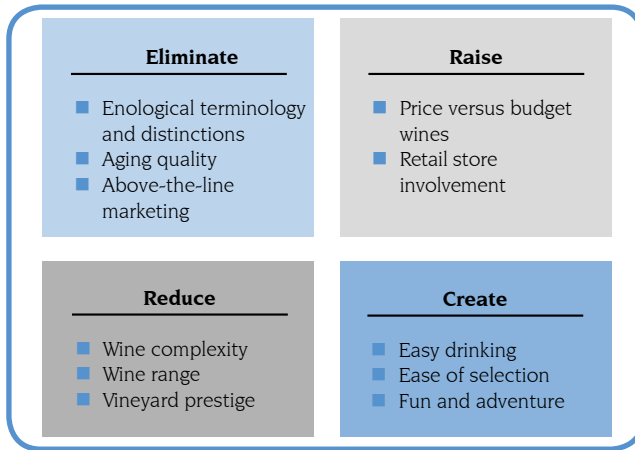 Eliminate
Enological terminology
and distinctions
Aging quality
Above-the-line
marketing
Raise
Price versus budget
wines
Retail store
involvement
Reduce
Wine complexity
Wine range
Vineyard prestige
Create
Easy drinking
Ease of selection
Fun and adventure